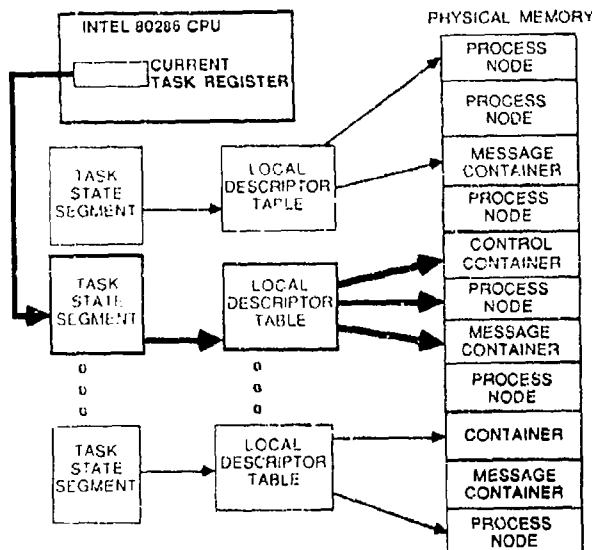 INTEL 80286 CPU
CURRENT
TASK REGISTER
PHYSICAL MEMORY
PROCESS
NODE
PROCESS
NODE
MESSAGE
CONTAINER
PROCESS
NODE
CONTROL
CONTAINER
PROCESS
NODE
MESSAGE
CONTAINER
PROCESS
NODE
CONTAINER
MESSAGE
CONTAINER
PROCESS
NODE
TASK
STATE
SEGMENT
LOCAL
DESCRIPTOR
TABLE
TASK
STATE
SEGMENT
LOCAL
DESCRIPTOR
TABLE
TASK
STATE
SEGMENT
LOCAL
DESCRIPTOR
TABLE